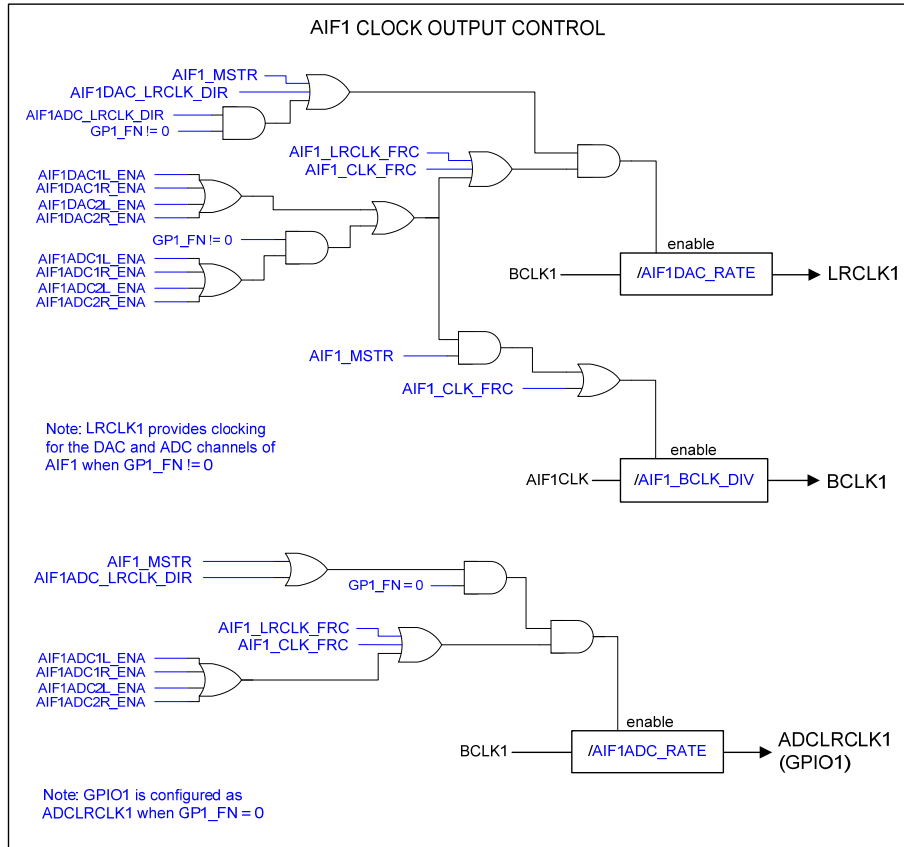 AIF1 CLOCK OUTPUT CONTROL
AIF1_MSTR
AIF1DAC_LRCLK_DIR
AIF1ADC_LRCLK_DIR
GP1_FN != 0
AIF1_LRCLK_FRC
AIF1_CLK_FRC
AIF1DAC1L_ENA
AIF1DAC1R_ENA
AIF1DAC2L_ENA
AIF1DAC2R_ENA
GP1_FN != 0
AIF1ADC1L_ENA
AIF1ADC1R_ENA
AIF1ADC2L_ENA
AIF1ADC2R_ENA
enable
BCLK1
/AIF1DAC_RATE
LRCLK1
AIF1_MSTR
AIF1_CLK_FRC
Note: LRCLK1 provides clocking
for the DAC and ADC channels of
AIF1 when GP1_FN != 0
enable
AIF1CLK
/AIF1_BCLK_DIV
BCLK1
AIF1_MSTR
AIF1ADC_LRCLK_DIR
GP1_FN = 0
AIF1_LRCLK_FRC
AIF1_CLK_FRC
AIF1ADC1L_ENA
AIF1ADC1R_ENA
AIF1ADC2L_ENA
AIF1ADC2R_ENA
enable
BCLK1
/AIF1ADC_RATE
ADCLRCLK1
(GPIO1)
Note: GPIO1 is configured as
ADCLRCLK1 when GP1_FN = 0